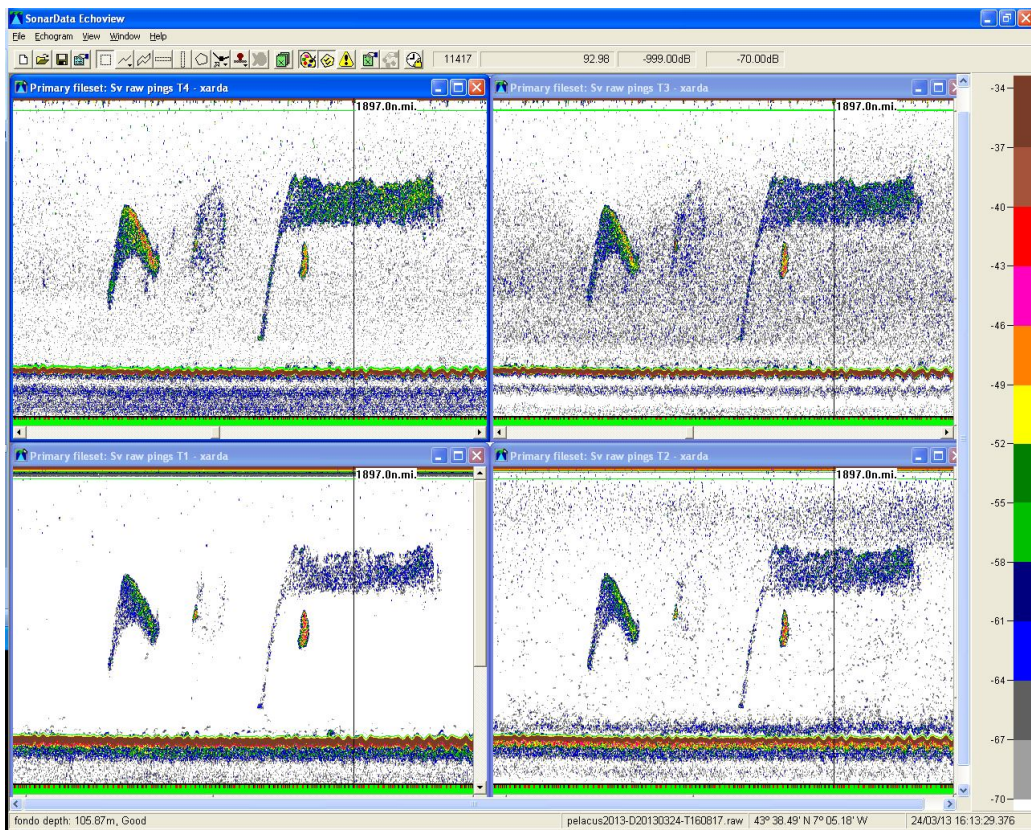 SonarData Echoview
File Echogram View Window Help
11417 92.98 -999.00dB -70.00dB
Primary fileset: Sv raw pings T4 - xarda
1897.0n.mi.
Primary fileset: Sv raw pings T3 - xarda
1897.0n.mi.
Primary fileset: Sv raw pings T1 - xarda
1897.0n.mi.
Primary fileset: Sv raw pings T2 - xarda
1897.0n.mi.
-34
-37
-40
-43
-46
-49
-52
-55
-58
-61
-64
-67
-70
fondo depth: 105.87m, Good pelacus2013-D20130324-T160817.raw 43º 38.49' N 7º 05.18' W 24/03/13 16:13:29.376